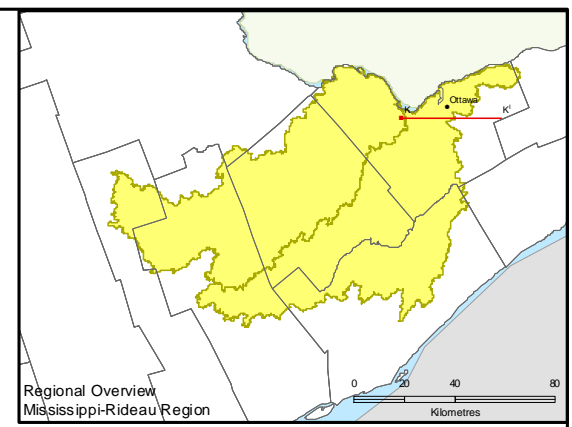 Ottawa
K K'
Regional Overview
Mississippi-Rideau Region
0 20 40 80
Kilometres